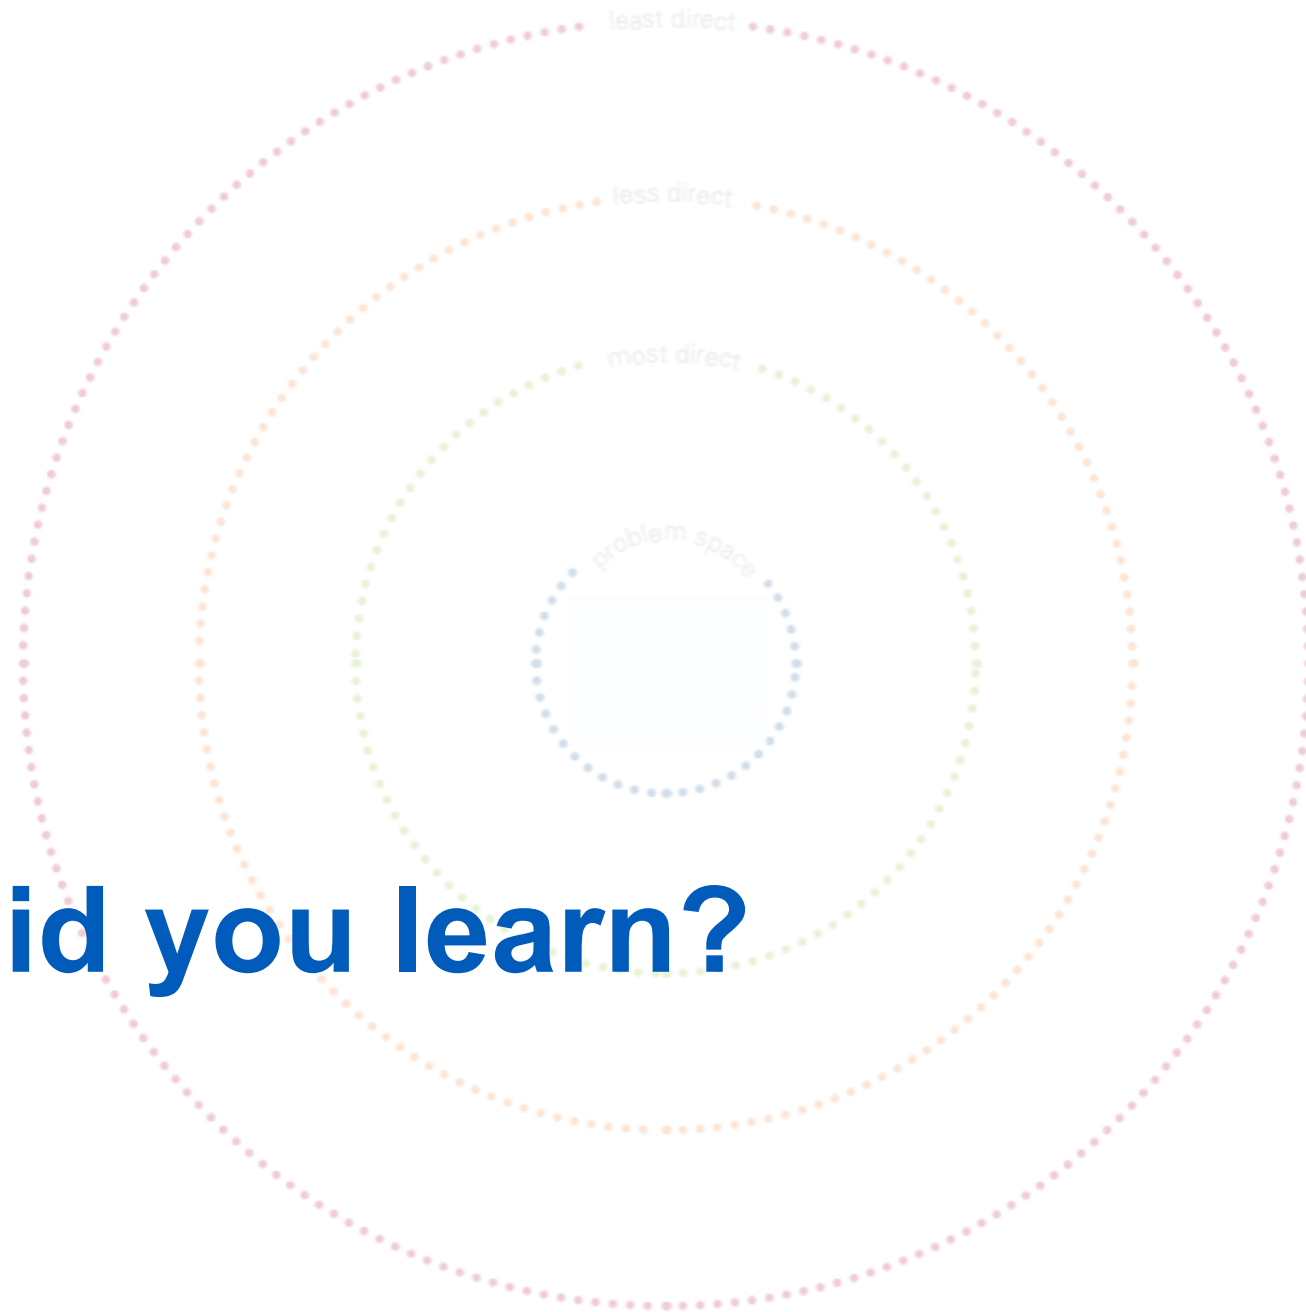 least direct
less direct
most direct
problem space
id you learn?